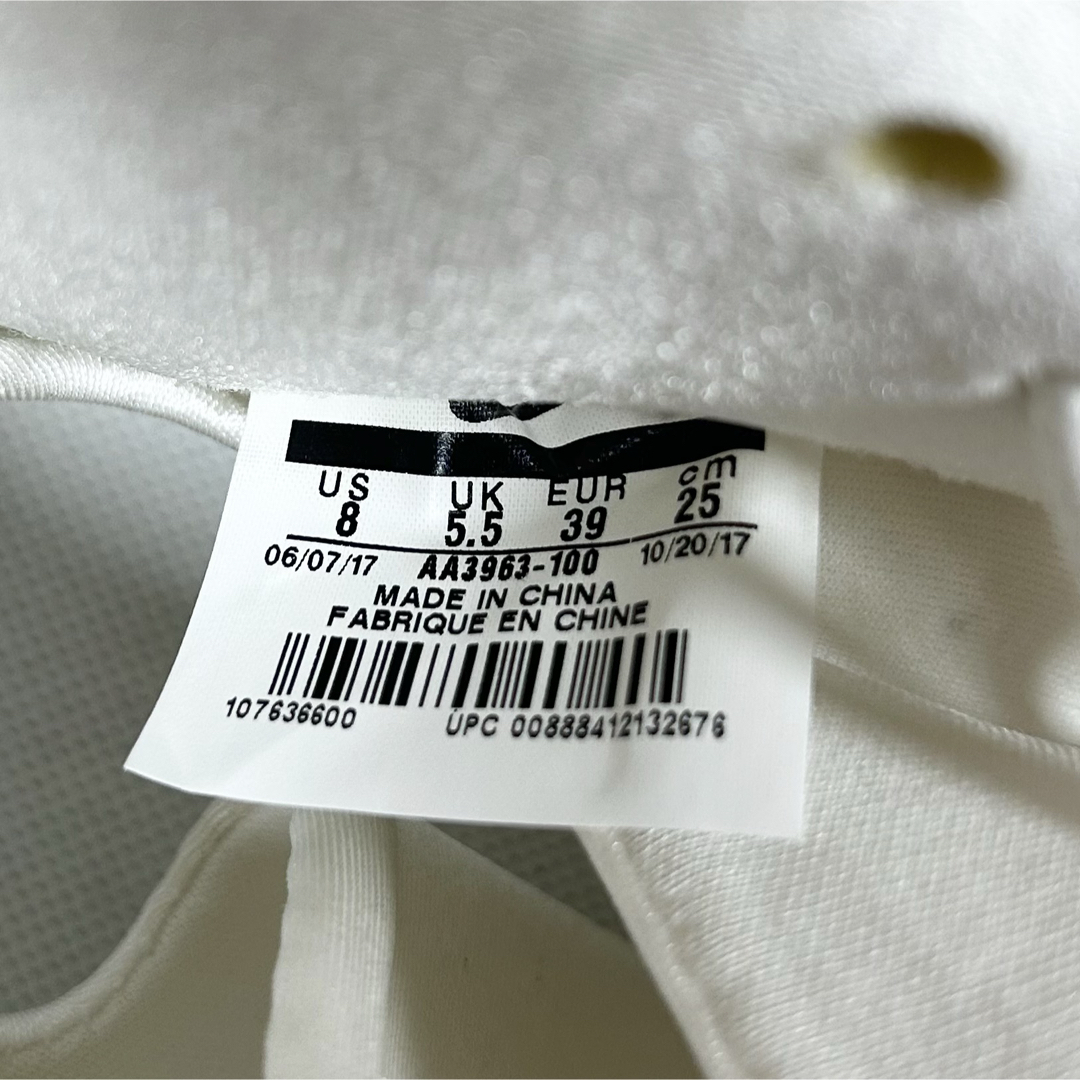 US UK EUR cm
8 5.5 39 25
06/07/17 AA3963-100 10/20/17
MADE IN CHINA
FABRIQUE EN CHINE
107636600 UPC 00888412132676